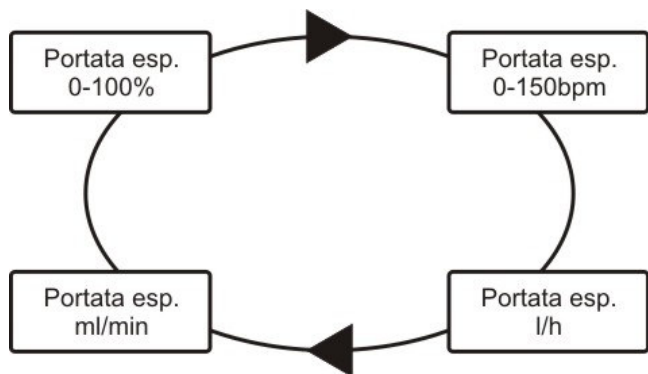 Portata esp.
0-100%
Portata esp.
0-150bpm
Portata esp.
ml/min
Portata esp.
l/h